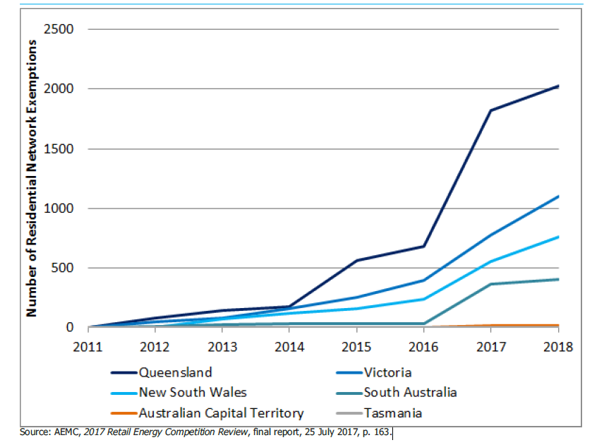 2500
2000
1500
1000
500
0
Number of Residential Network Exemptions
2011 2012 2013 2014 2015 2016 2017 2018
Queensland Victoria
New South Wales South Australia
Australian Capital Territory Tasmania
Source: AEMC, 2017 Retail Energy Competition Review, final report, 25 July 2017, p. 163.